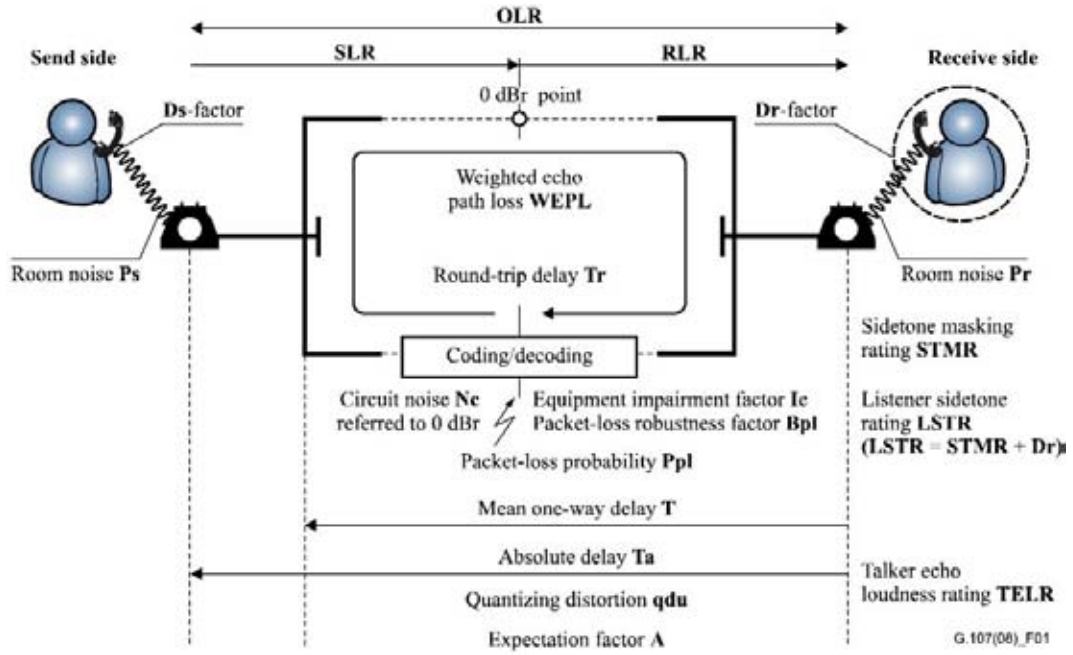 OLR
Send side
SLR
RLR
Receive side
0 dBr point
Ds-factor
Dr-factor
Weighted echo
path loss WEPL
Room noise Ps
Round-trip delay Tr
Room noise Pr
Sidetone masking
rating STMR
Coding/decoding
Circuit noise Nc
referred to 0 dBr
Equipment impairment factor Ie
Packet-loss robustness factor Bpl
Listener sidetone
rating LSTR
(LSTR = STMR + Dr)
Packet-loss probability Ppl
Mean one-way delay T
Absolute delay Ta
Talker echo
loudness rating TELR
Quantizing distortion qdu
Expectation factor A
G.107(08)_F01